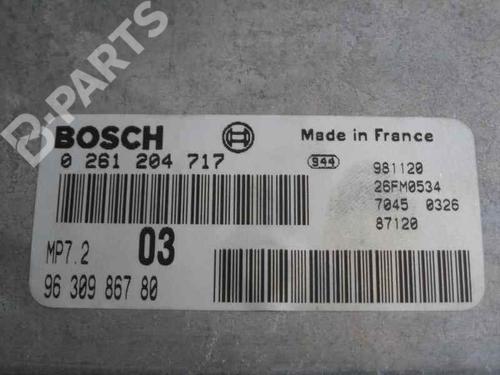 B-PARTS
BOSCH
Made in France
0 261 204 717
944
981120
26FM0534
7045 0326
87120
MP7.2
03
96 309 867 80